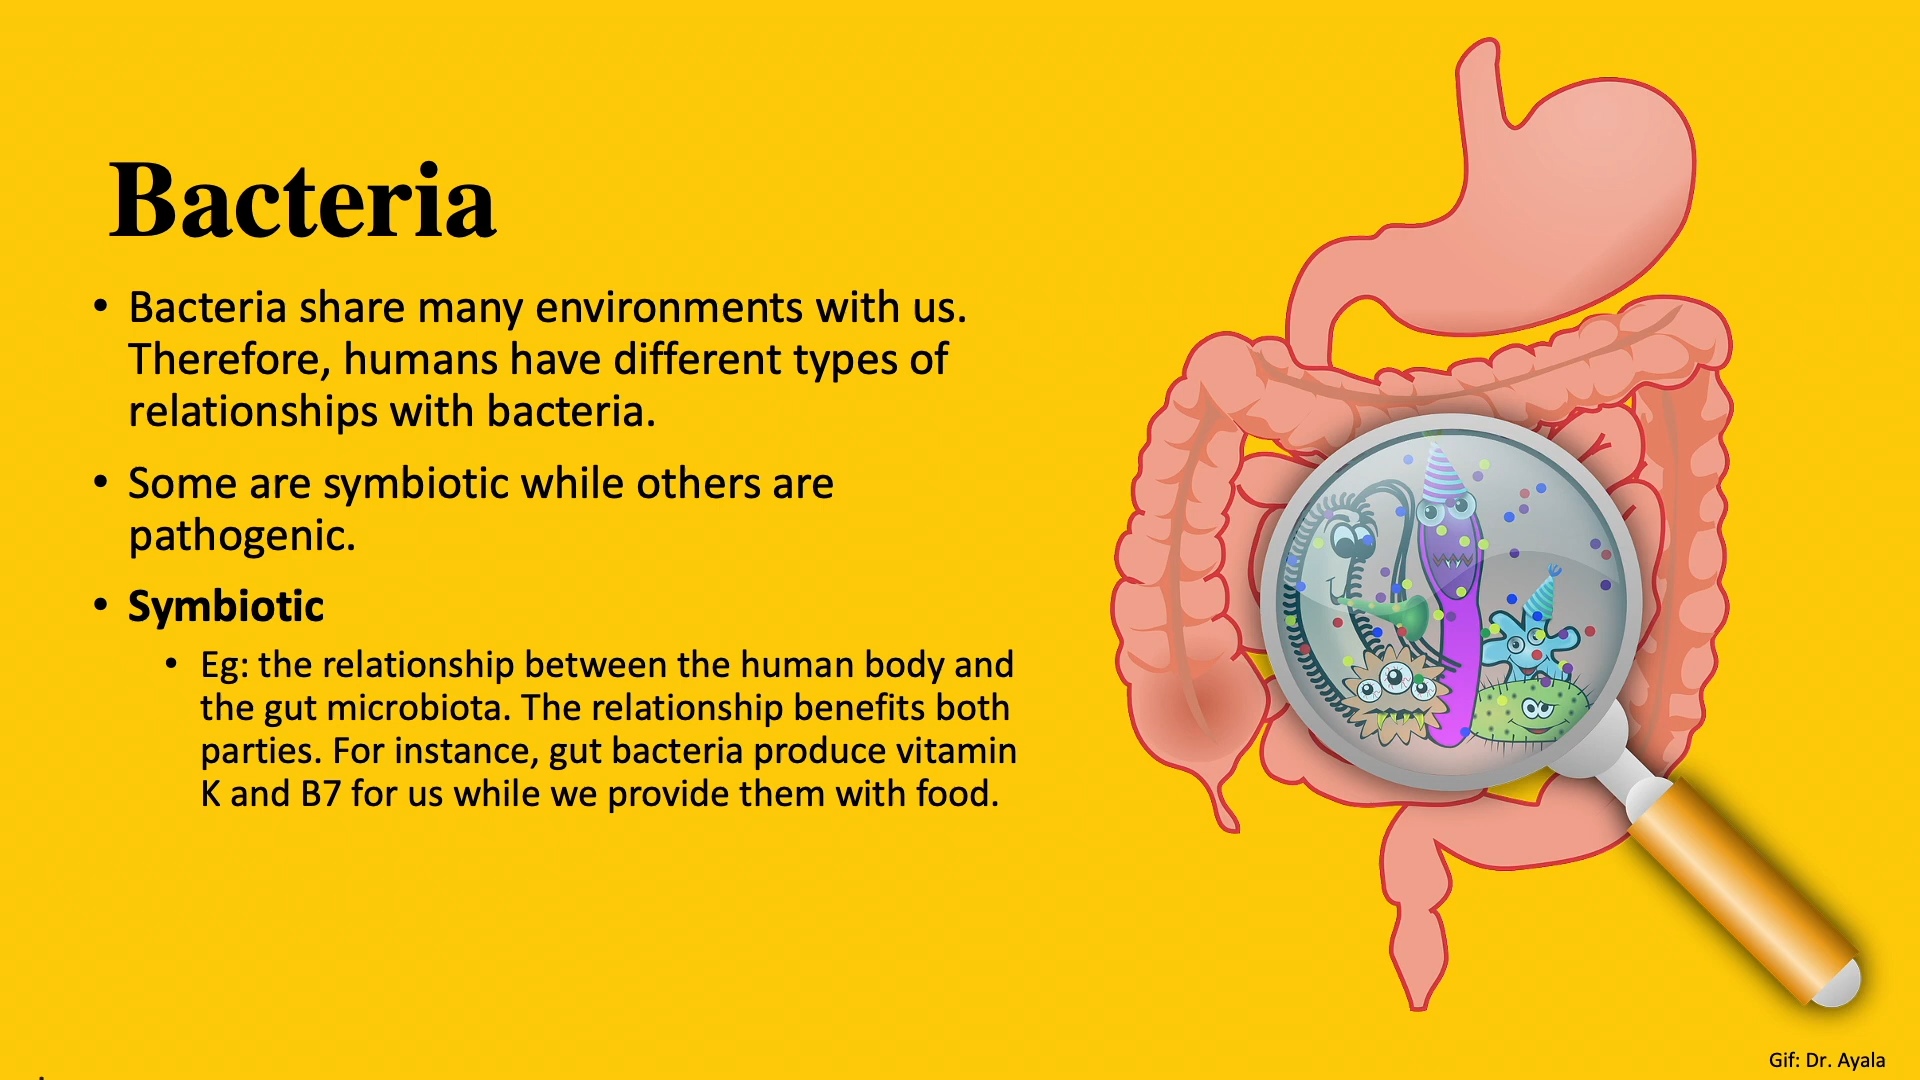 Bacteria
• Bacteria share many environments with us.
Therefore, humans have different types of
relationships with bacteria.
• Some are symbiotic while others are
pathogenic.
• Symbiotic
• Eg: the relationship between the human body and
the gut microbiota. The relationship benefits both
parties. For instance, gut bacteria produce vitamin
K and B7 for us while we provide them with food.
Gif: Dr. Ayala